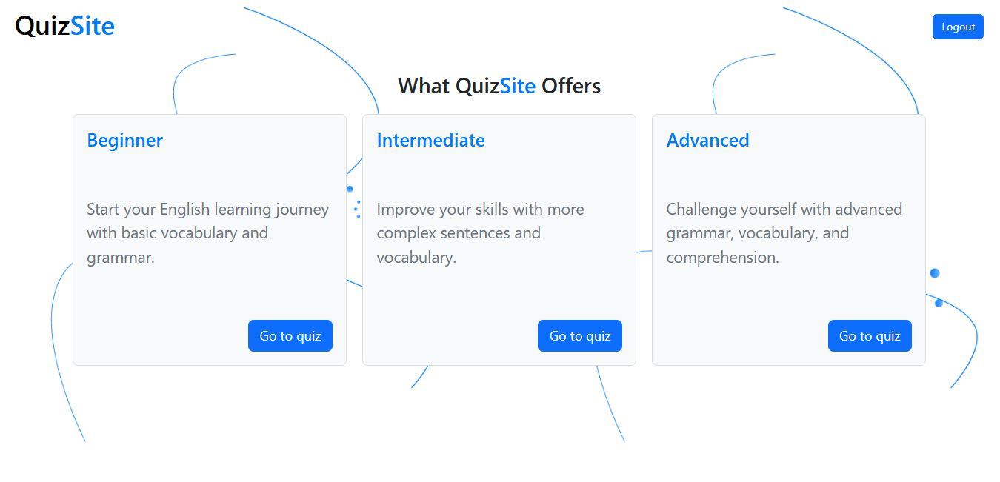 QuizSite
Logout
What QuizSite Offers
Beginner
Start your English learning journey
with basic vocabulary and
grammar.
Go to quiz
Intermediate
Improve your skills with more
complex sentences and
vocabulary.
Go to quiz
Advanced
Challenge yourself with advanced
grammar, vocabulary, and
comprehension.
Go to quiz